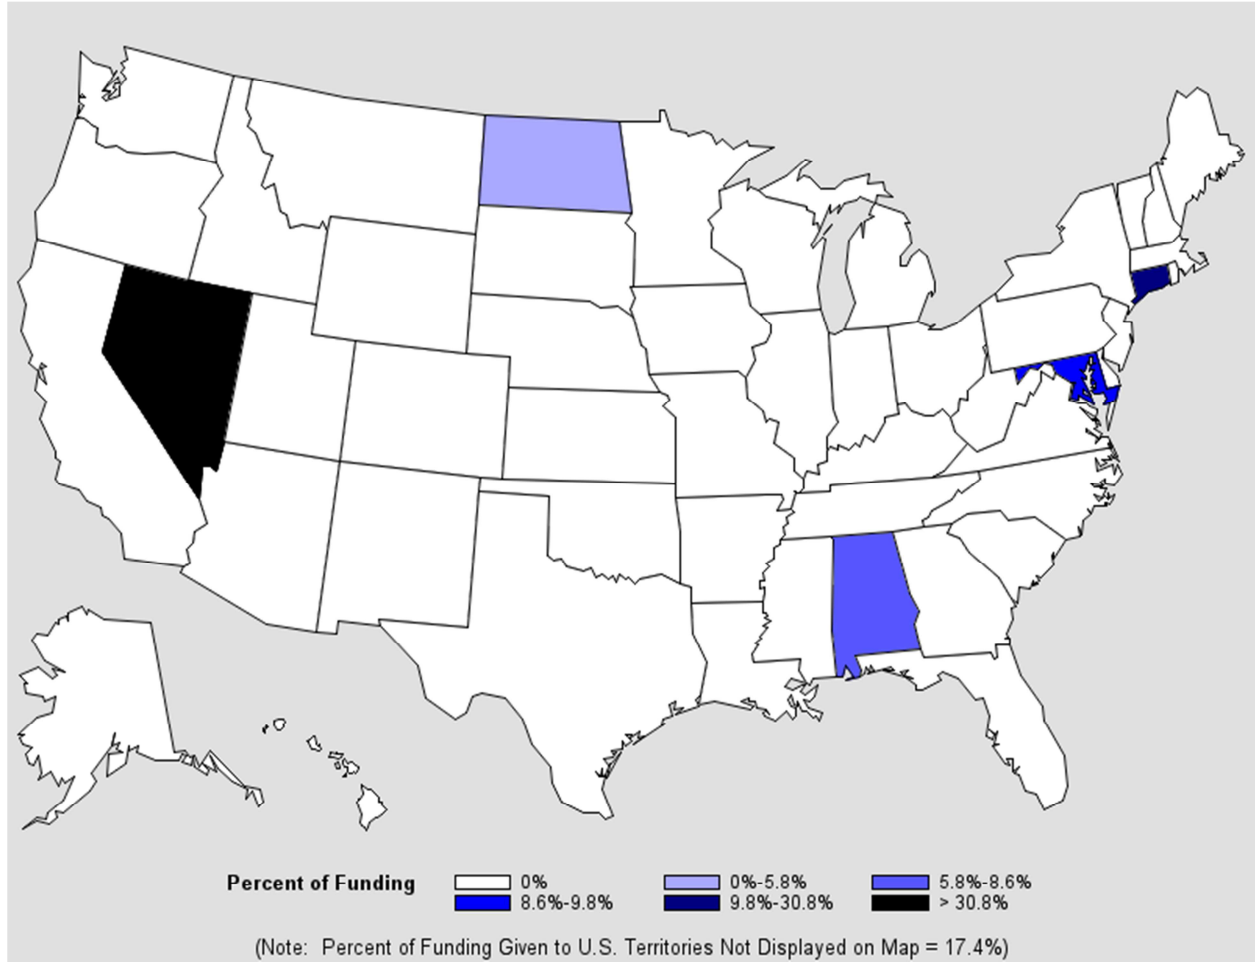 Percent of Funding 0% 0%-5.8% 5.8%-8.6%
8.6%-9.8% 9.8%-30.8% > 30.8%
(Note: Percent of Funding Given to U.S. Territories Not Displayed on Map = 17.4%)